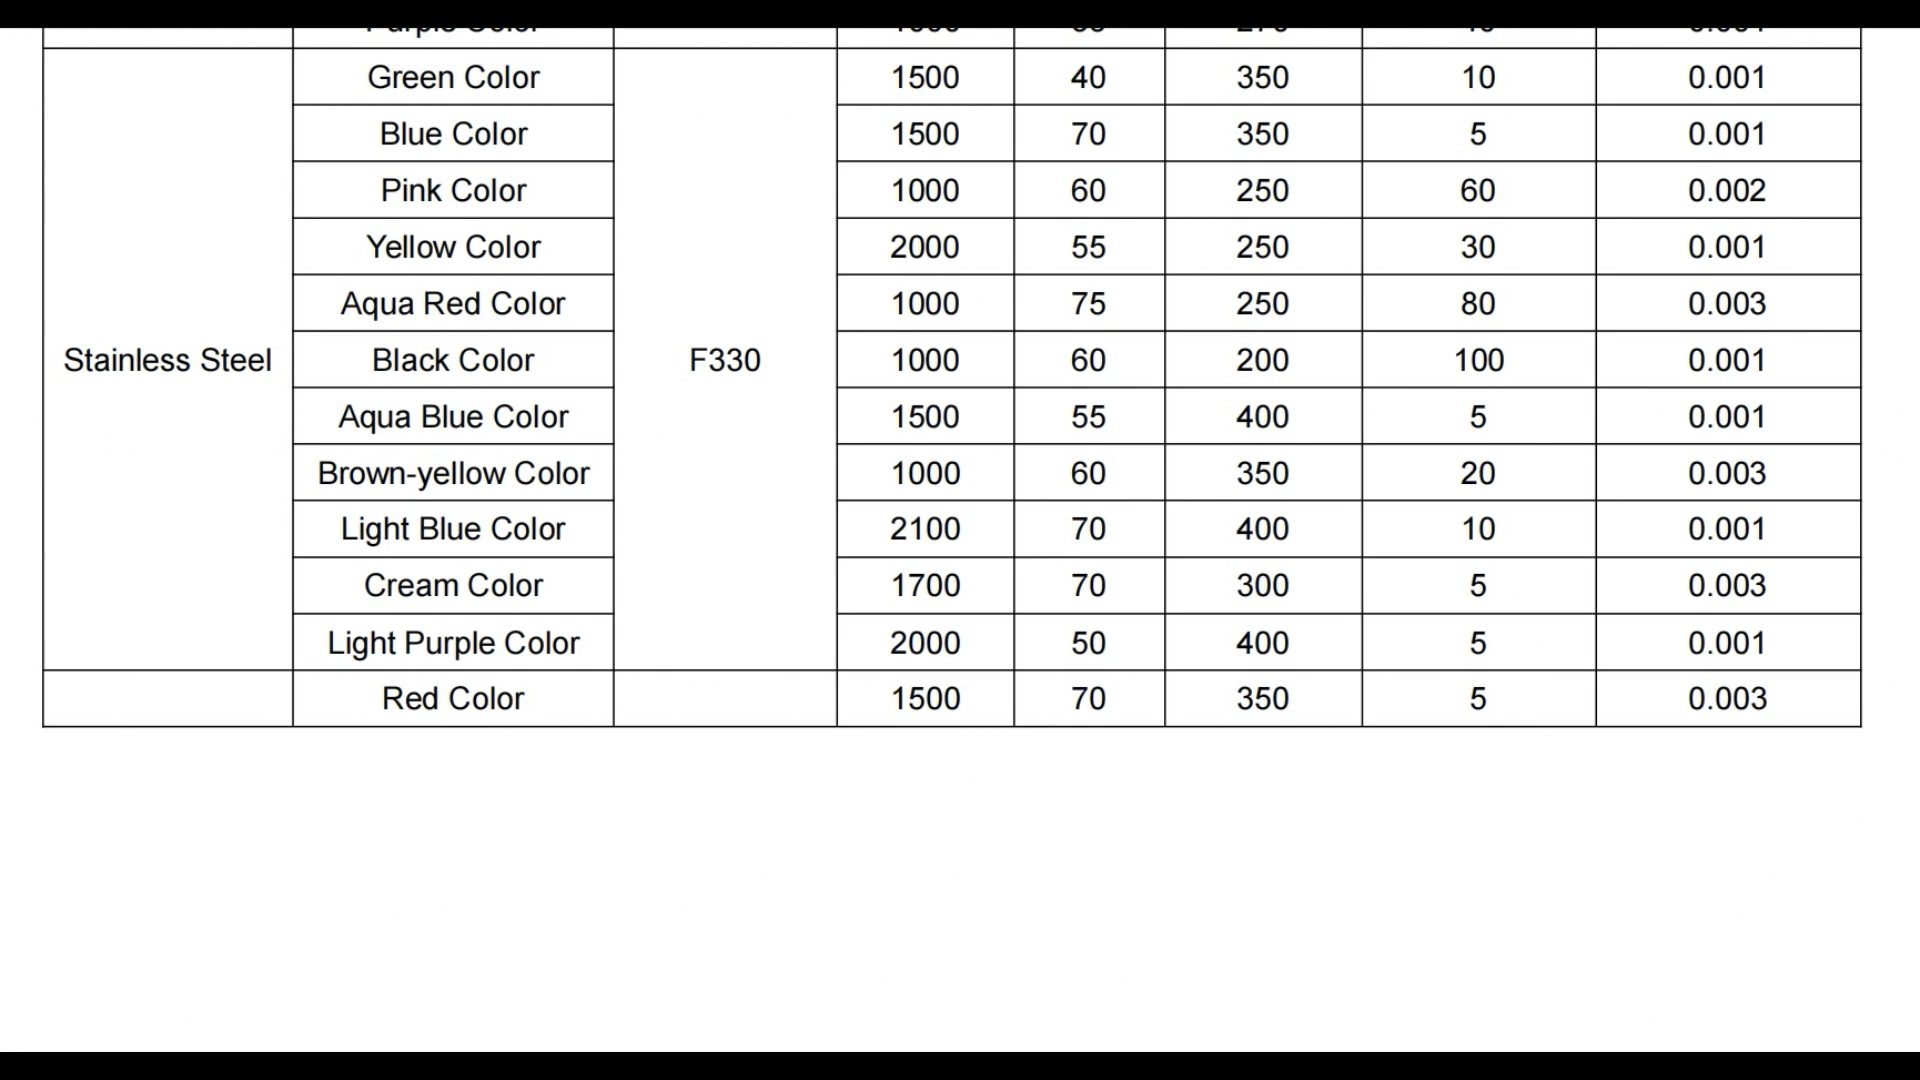 Green Color 1500 40 350 10 0.001
Blue Color 1500 70 350 5 0.001
Pink Color 1000 60 250 60 0.002
Yellow Color 2000 55 250 30 0.001
Aqua Red Color 1000 75 250 80 0.003
Stainless Steel Black Color F330 1000 60 200 100 0.001
Aqua Blue Color 1500 55 400 5 0.001
Brown-yellow Color 1000 60 350 20 0.003
Light Blue Color 2100 70 400 10 0.001
Cream Color 1700 70 300 5 0.003
Light Purple Color 2000 50 400 5 0.001
Red Color 1500 70 350 5 0.003